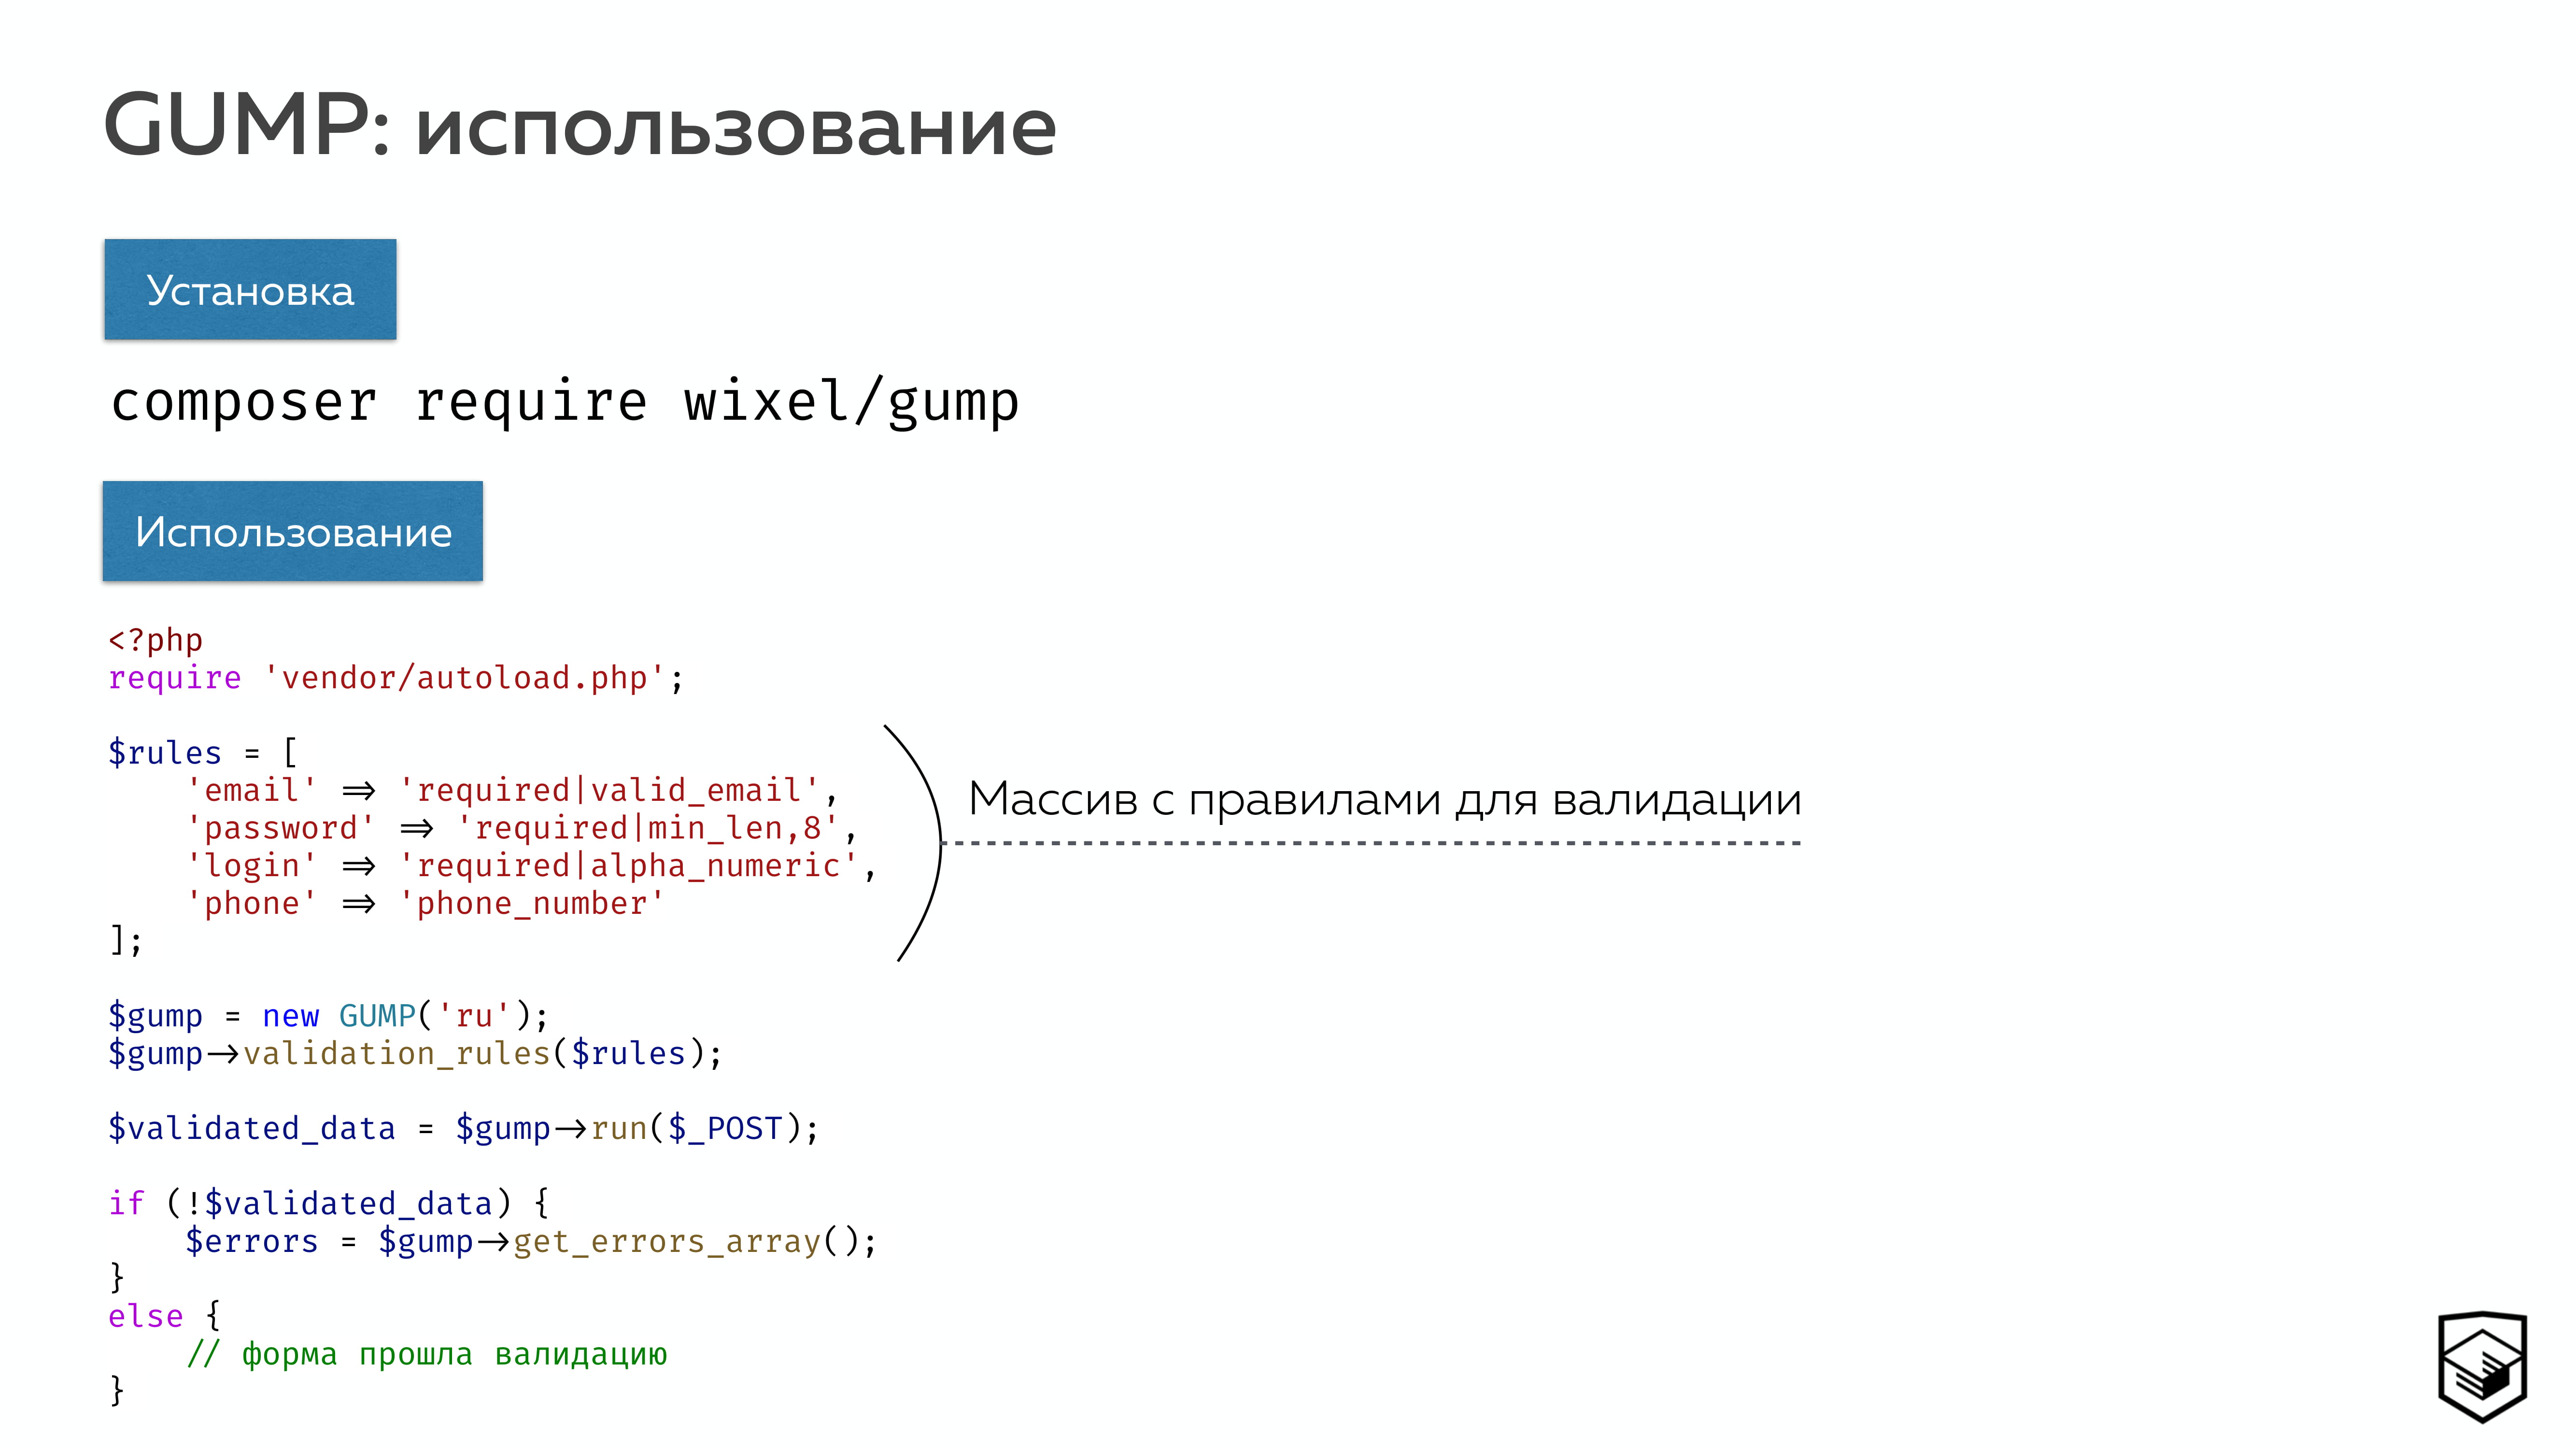 GUMP: использование
Установка
composer require wixel/gump
Использование
<?php
require 'vendor/autoload.php';
$rules = [
    'email' => 'required|valid_email',
    'password' => 'required|min_len,8',
    'login' => 'required|alpha_numeric',
    'phone' => 'phone_number'
];
Массив с правилами для валидации
$gump = new GUMP('ru');
$gump->validation_rules($rules);
$validated_data = $gump->run($_POST);
if (!$validated_data) {
    $errors = $gump->get_errors_array();
}
else {
    // форма прошла валидацию
}